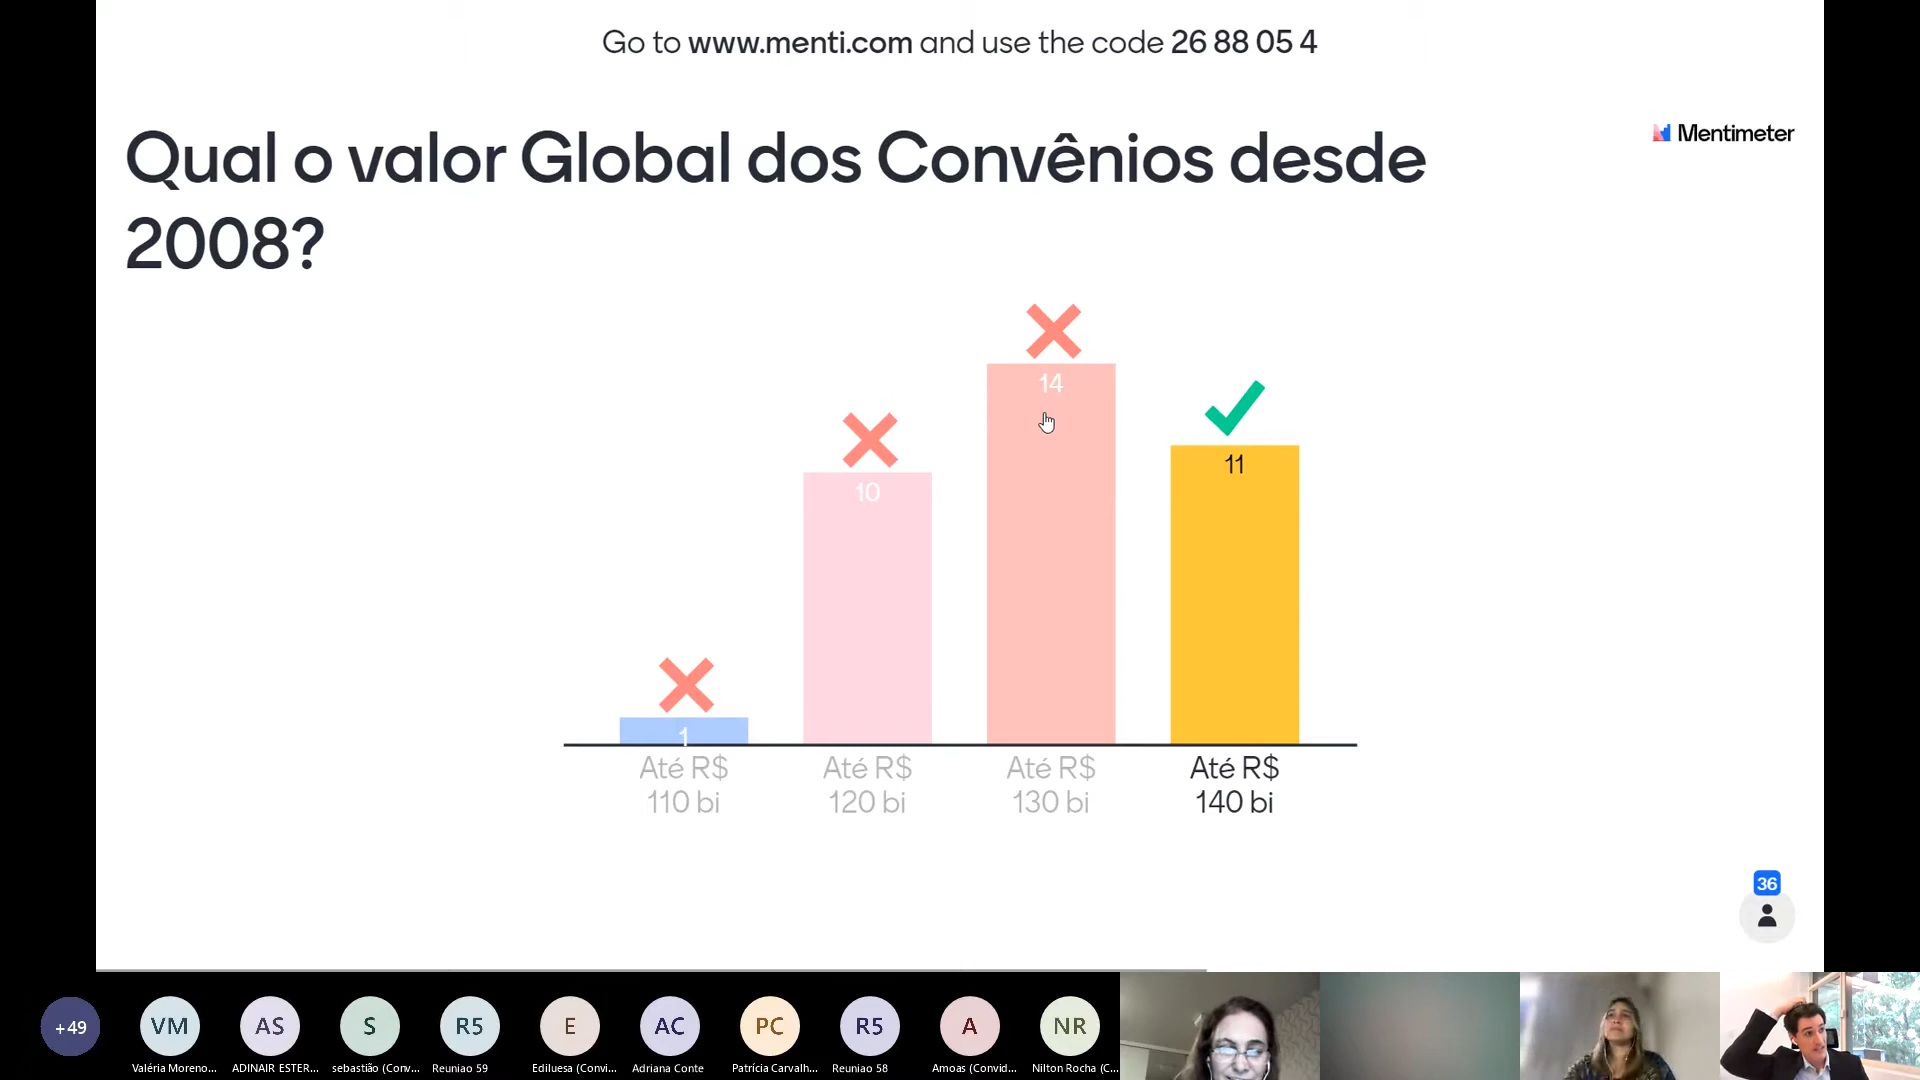 Go to www.menti.com and use the code 26 88 05 4
Mentimeter
Qual o valor Global dos Convênios desde
2008?
14
11
10
1
Até R$
110 bi
Até R$
120 bi
Até R$
130 bi
Até R$
140 bi
36
+49
VM
AS
S
R5
E
AC
PC
R5
A
NR
Valéria Moreno...
ADINAIR ESTER...
sebastião (Conv...
Reuniao 59
Ediluesa (Convi...
Adriana Conte
Patrícia Carvalh...
Reuniao 58
Amoas (Convid...
Nilton Rocha (C...